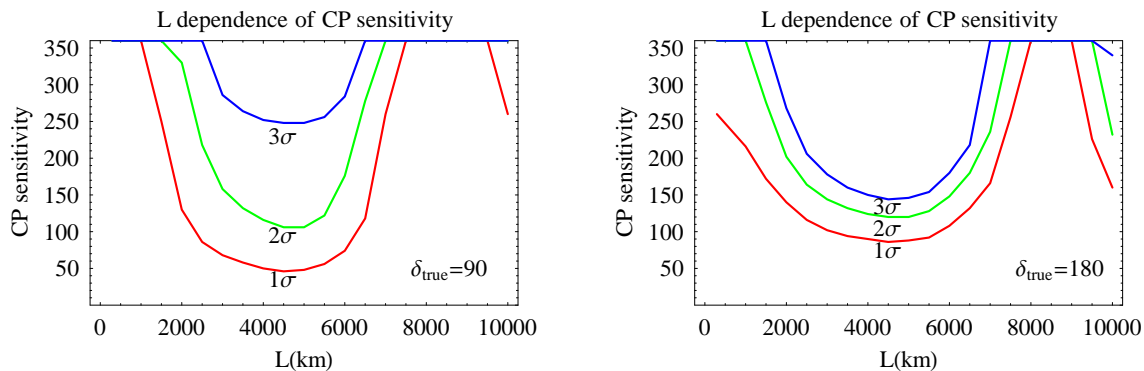 L dependence of CP sensitivity
350
300
250
200
150
100
50
CP sensitivity
3σ
2σ
1σ
δtrue=90
0 2000 4000 6000 8000 10000
L(km)
L dependence of CP sensitivity
350
300
250
200
150
100
50
CP sensitivity
3σ
2σ
1σ
δtrue=180
0 2000 4000 6000 8000 10000
L(km)